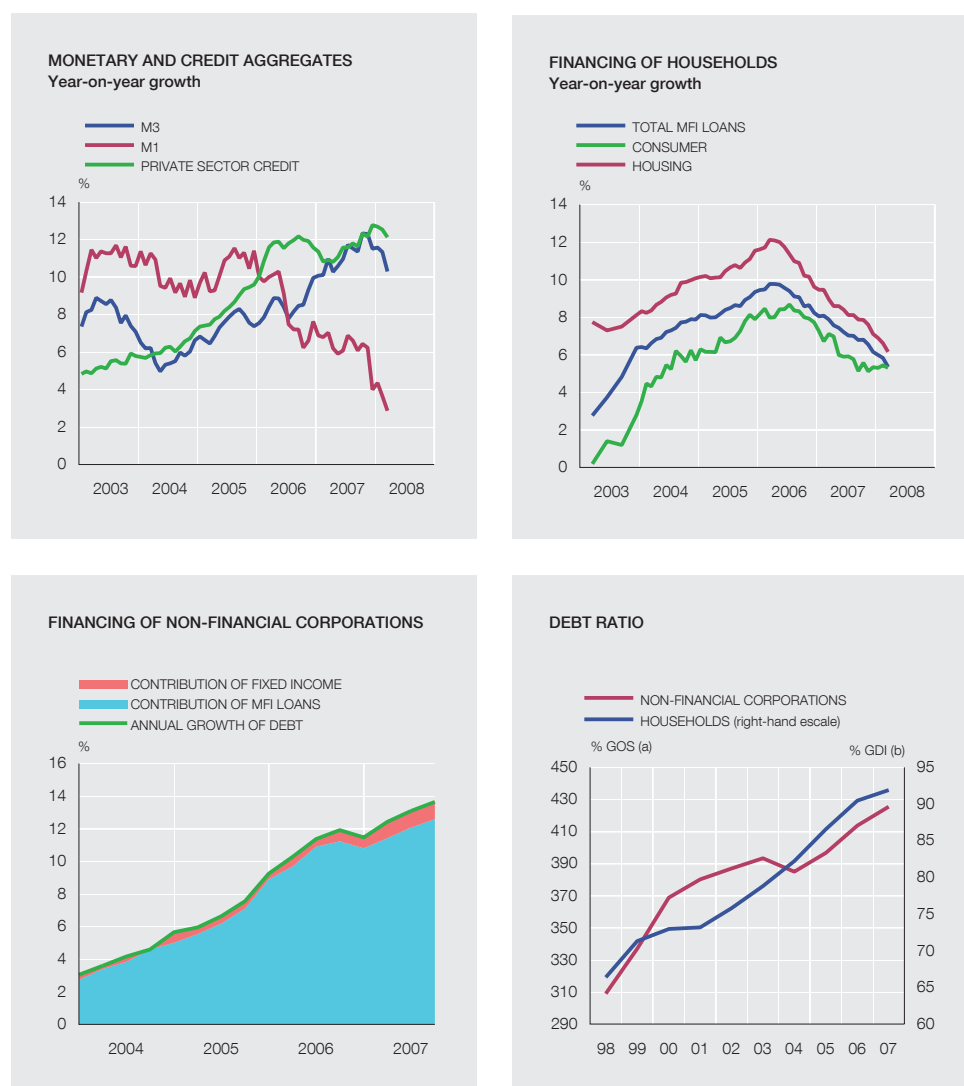 MONETARY AND CREDIT AGGREGATES
Year-on-year growth
M3
M1
PRIVATE SECTOR CREDIT
%
14
12
10
8
6
4
2
0
2003 2004 2005 2006 2007 2008
FINANCING OF HOUSEHOLDS
Year-on-year growth
TOTAL MFI LOANS
CONSUMER
HOUSING
%
14
12
10
8
6
4
2
0
2003 2004 2005 2006 2007 2008
FINANCING OF NON-FINANCIAL CORPORATIONS
CONTRIBUTION OF FIXED INCOME
CONTRIBUTION OF MFI LOANS
ANNUAL GROWTH OF DEBT
%
16
14
12
10
8
6
4
2
0
2004 2005 2006 2007
DEBT RATIO
NON-FINANCIAL CORPORATIONS
HOUSEHOLDS (right-hand escale)
% GOS (a) % GDI (b)
450 95
430 90
410 85
390 80
370 75
350 70
330 65
310 60
290
98 99 00 01 02 03 04 05 06 07